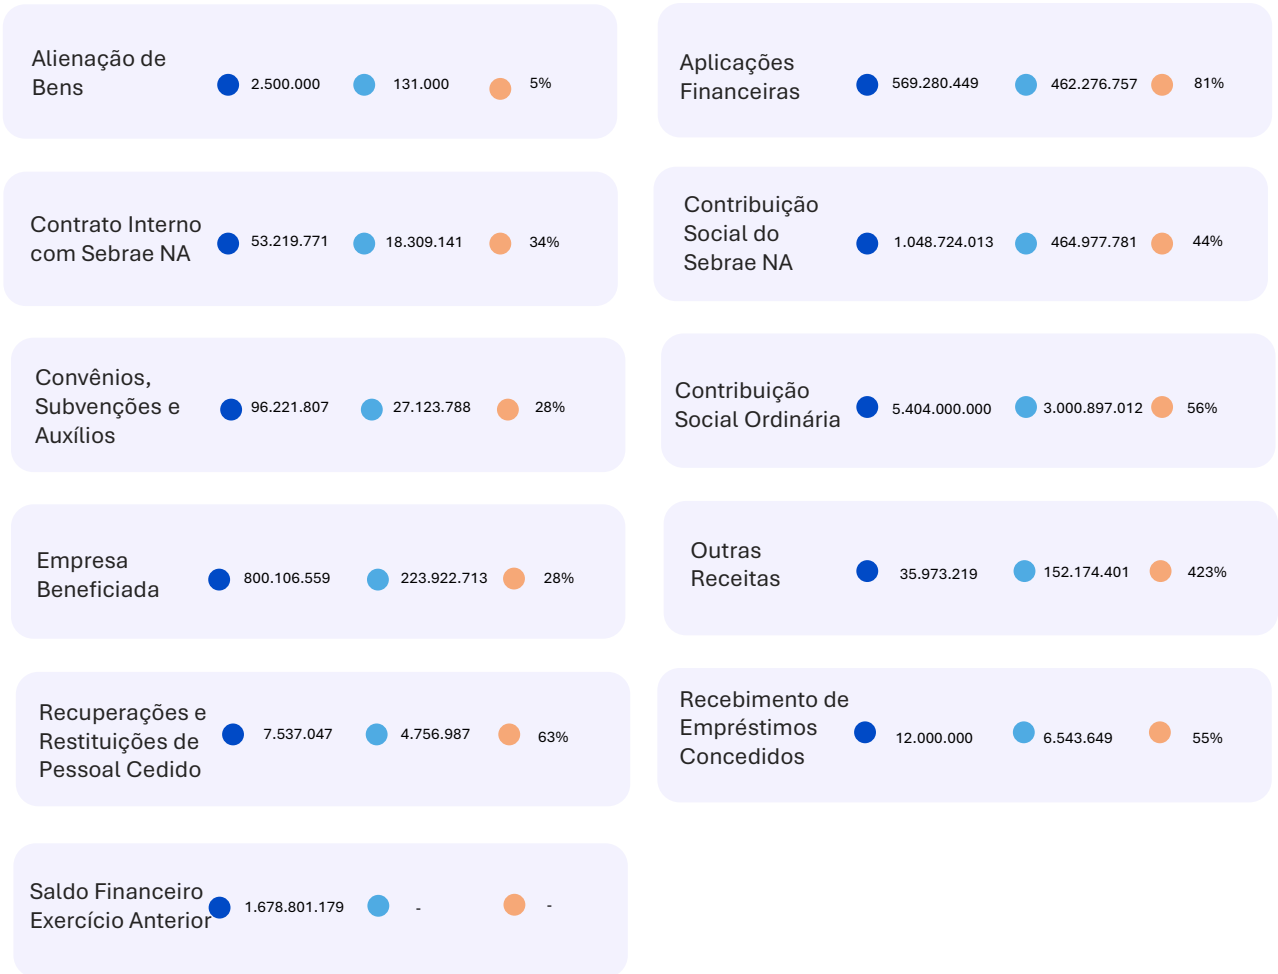 Alienação de
Bens
2.500.000
131.000
5%
Aplicações
Financeiras
569.280.449
462.276.757
81%
Contrato Interno
com Sebrae NA
53.219.771
18.309.141
34%
Contribuição
Social do
Sebrae NA
1.048.724.013
464.977.781
44%
Convênios,
Subvenções e
Auxílios
96.221.807
27.123.788
28%
Contribuição
Social Ordinária
5.404.000.000
3.000.897.012
56%
Empresa
Beneficiada
800.106.559
223.922.713
28%
Outras
Receitas
35.973.219
152.174.401
423%
Recuperações e
Restituições de
Pessoal Cedido
7.537.047
4.756.987
63%
Recebimento de
Empréstimos
Concedidos
12.000.000
6.543.649
55%
Saldo Financeiro
Exercício Anterior
1.678.801.179
-
-